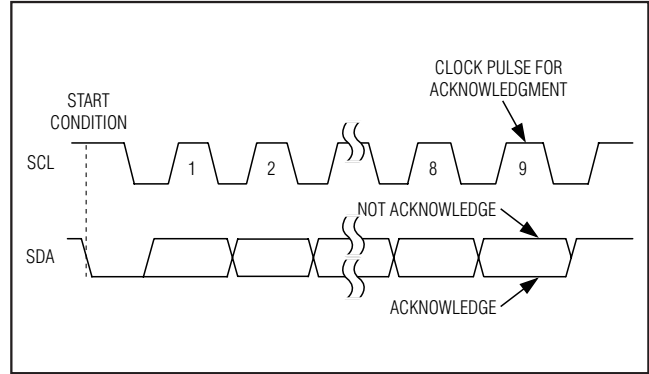 CLOCK PULSE FOR
ACKNOWLEDGMENT
START
CONDITION
SCL
1
2
8
9
NOT ACKNOWLEDGE
SDA
ACKNOWLEDGE